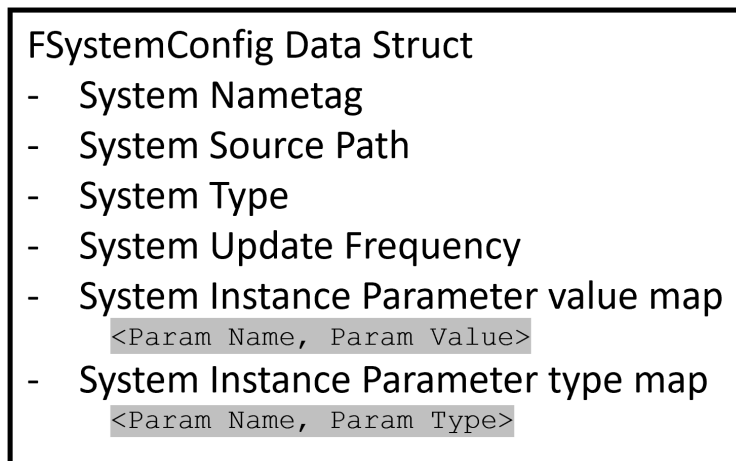 FSystemConfig Data Struct
- System Nametag
- System Source Path
- System Type
- System Update Frequency
- System Instance Parameter value map
<Param Name, Param Value>
- System Instance Parameter type map
<Param Name, Param Type>